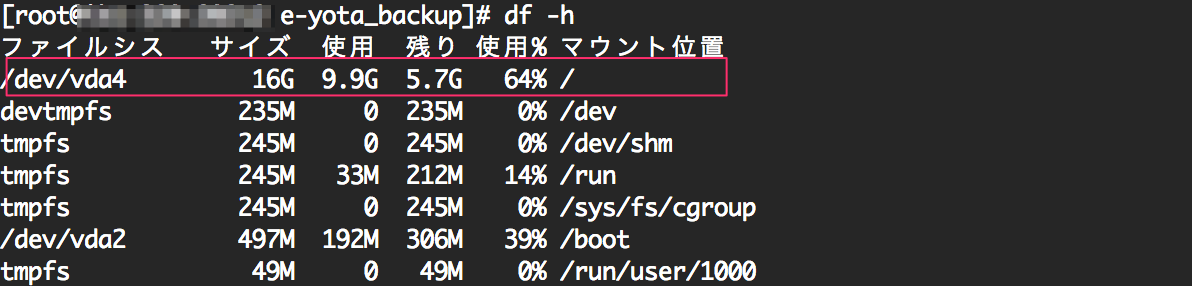 [root@ e-yota_backup]# df -h
ファイルシス サイズ 使用 残り 使用% マウント位置
/dev/vda4 16G 9.9G 5.7G 64% /
devtmpfs 235M 0 235M 0% /dev
tmpfs 245M 0 245M 0% /dev/shm
tmpfs 245M 33M 212M 14% /run
tmpfs 245M 0 245M 0% /sys/fs/cgroup
/dev/vda2 497M 192M 306M 39% /boot
tmpfs 49M 0 49M 0% /run/user/1000